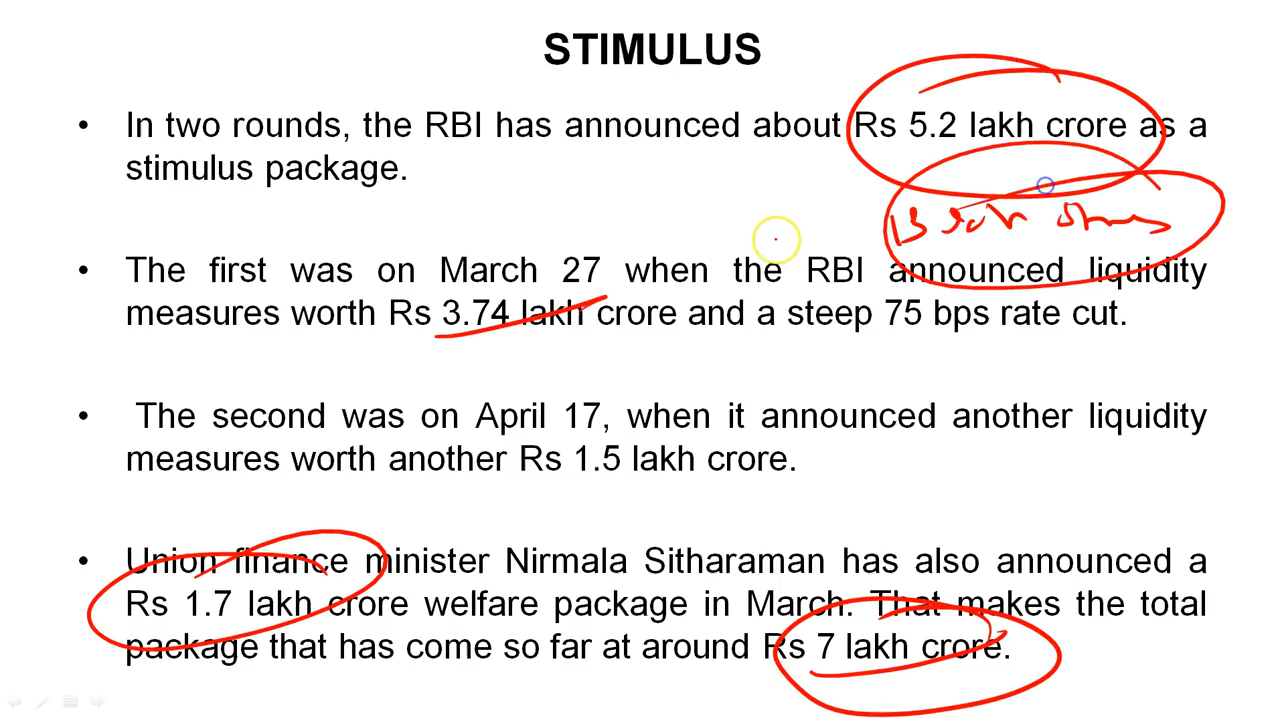 STIMULUS
• In two rounds, the RBI has announced about Rs 5.2 lakh crore as a
stimulus package.
• The first was on March 27 when the RBI announced liquidity
measures worth Rs 3.74 lakh crore and a steep 75 bps rate cut.
• The second was on April 17, when it announced another liquidity
measures worth another Rs 1.5 lakh crore.
• Union finance minister Nirmala Sitharaman has also announced a
Rs 1.7 lakh crore welfare package in March. That makes the total
package that has come so far at around Rs 7 lakh crore.